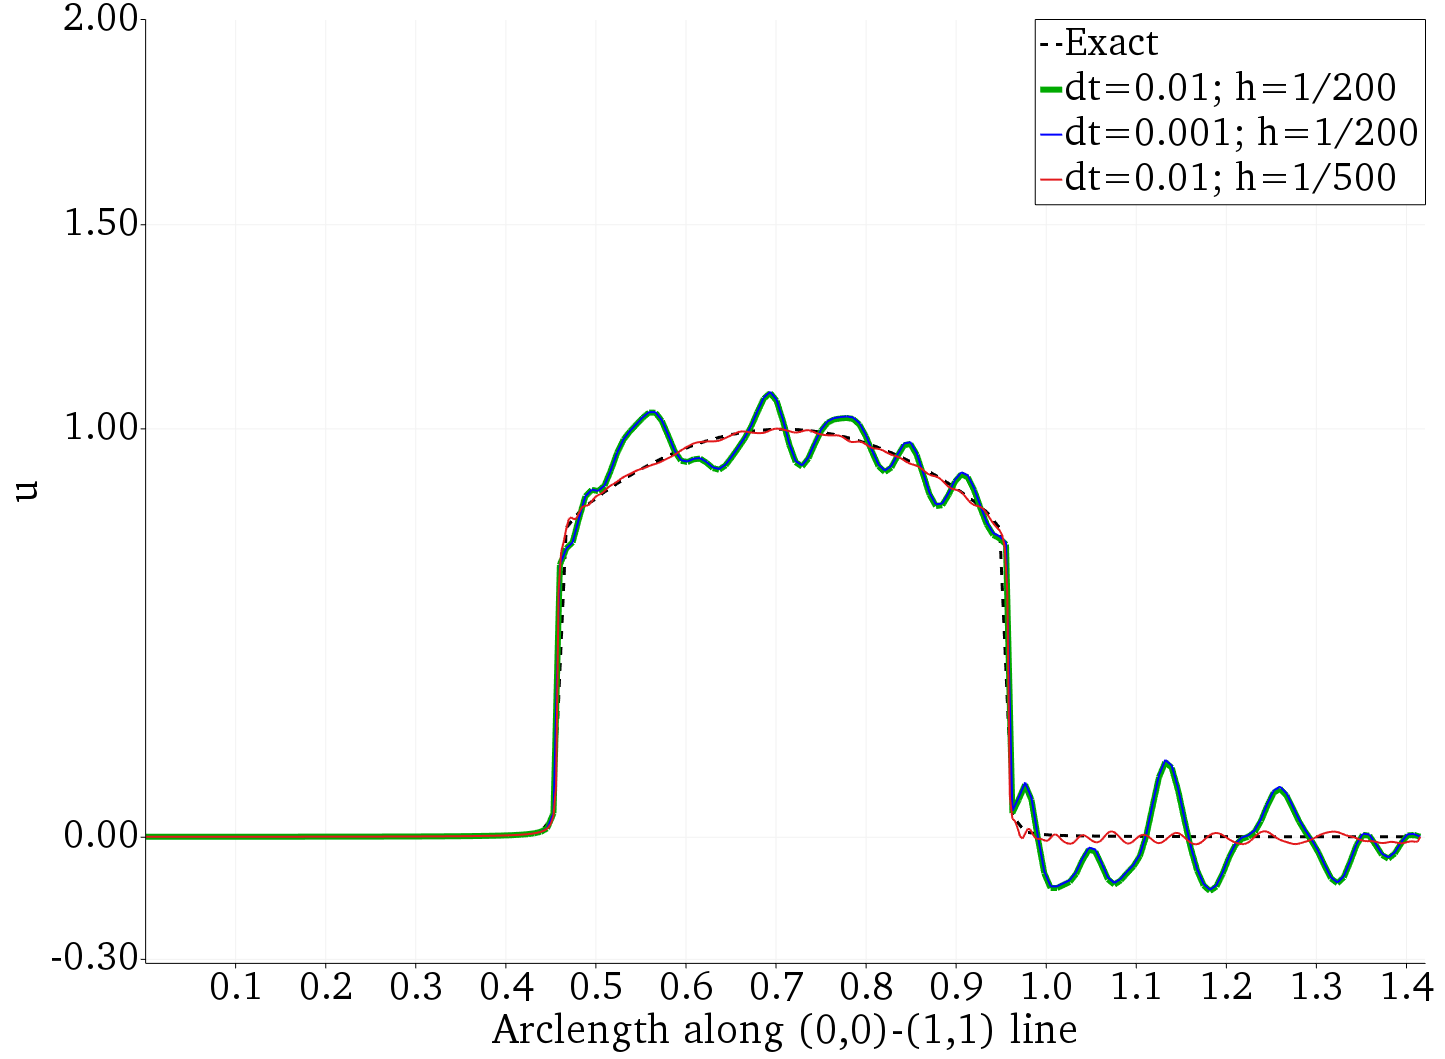 2.00
1.50
1.00
0.00
-0.30
u
Exact
dt=0.01; h=1/200
dt=0.001; h=1/200
dt=0.01; h=1/500
0.1 0.2 0.3 0.4 0.5 0.6 0.7 0.8 0.9 1.0 1.1 1.2 1.3 1.4
Arclength along (0,0)-(1,1) line